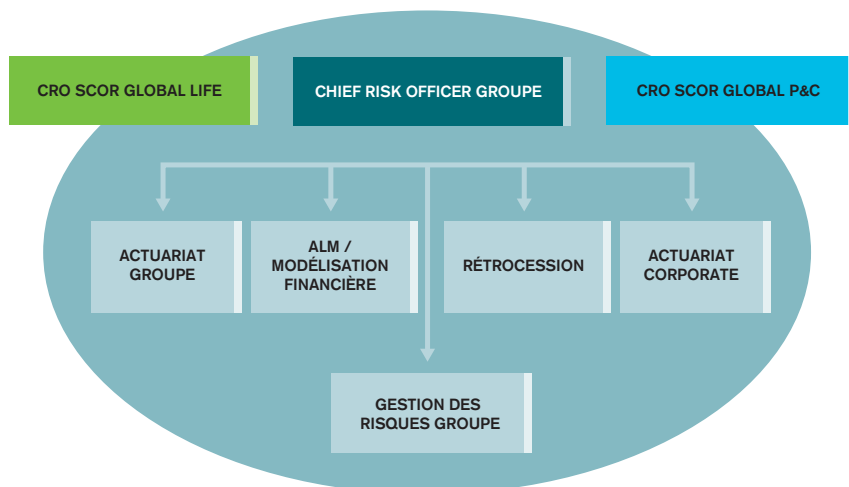 CRO SCOR GLOBAL LIFE
CHIEF RISK OFFICER GROUPE
CRO SCOR GLOBAL P&C
ACTUARIAT
GROUPE
ALM /
MODÉLISATION
FINANCIÈRE
RÉTROCESSION
ACTUARIAT
CORPORATE
GESTION DES
RISQUES GROUPE